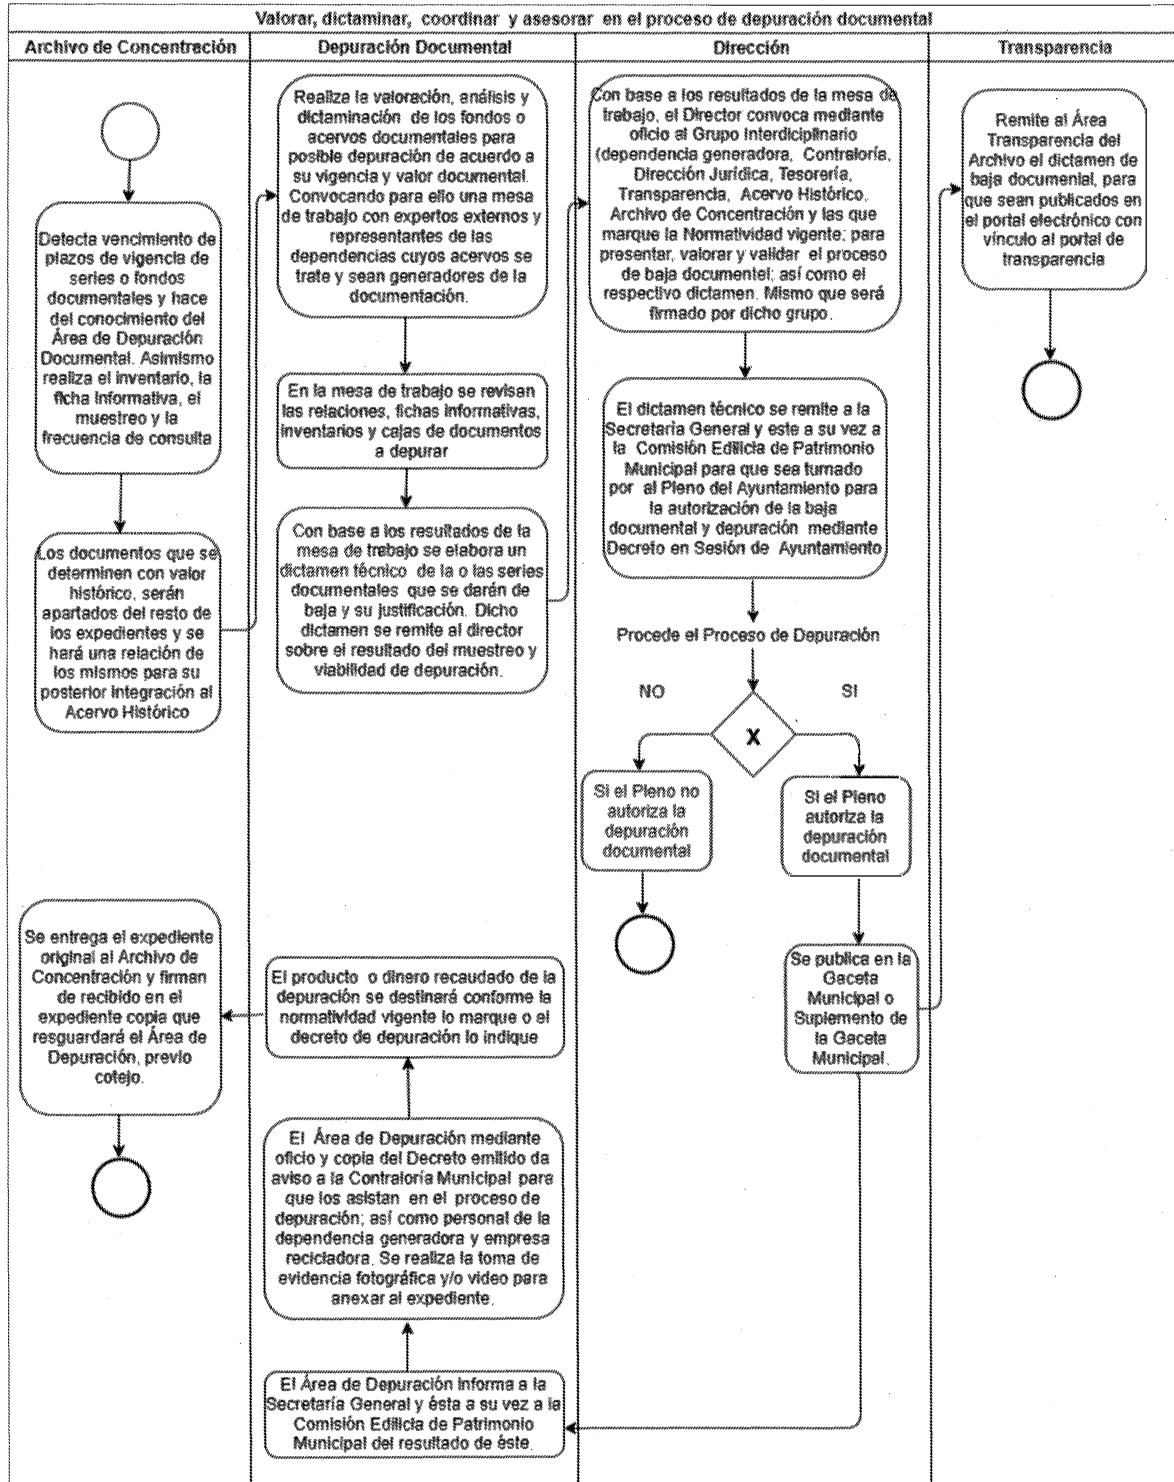 Valorar, dictaminar, coordinar y asesorar en el proceso de depuración documental
Archivo de Concentración
Depuración Documental
Dirección
Transparencia
Detecta vencimiento de
plazos de vigencia de
series o fondos
documentales y hace
del conocimiento del
Área de Depuración
Documental. Asimismo
realiza el inventario, la
ficha informativa, el
muestreo y la
frecuencia de consulta
Los documentos que se
determinen con valor
histórico, serán
apartados del resto de
los expedientes y se
hará una relación de
los mismos para su
posterior integración al
Acervo Histórico
Realiza la valoración, análisis y
dictaminación de los fondos o
acervos documentales para
posible depuración de acuerdo a
su vigencia y valor documental.
Convocando para ello una mesa
de trabajo con expertos externos y
representantes de las
dependencias cuyos acervos se
trate y sean generadores de la
documentación.
En la mesa de trabajo se revisan
las relaciones, fichas informativas,
inventarios y cajas de documentos
a depurar
Con base a los resultados de la
mesa de trabajo se elabora un
dictamen técnico de la o las series
documentales que se darán de
baja y su justificación. Dicho
dictamen se remite al director
sobre el resultado del muestreo y
viabilidad de depuración.
Con base a los resultados de la mesa de
trabajo, el Director convoca mediante
oficio al Grupo Interdiciplinario
(dependencia generadora, Contraloría,
Dirección Jurídica, Tesorería,
Transparencia, Acervo Histórico,
Archivo de Concentración y las que
marque la Normatividad vigente; para
presentar, valorar y validar el proceso
de baja documentel; así como el
respectivo dictamen. Mismo que será
firmado por dicho grupo.
El dictamen técnico se remite a la
Secretaría General y este a su vez a
la Comisión Edilicia de Patrimonio
Municipal para que sea turnado
por al Pleno del Ayuntamiento para
la autorización de la baja
documental y depuración mediante
Decreto en Sesión de Ayuntamiento
Procede el Proceso de Depuración
NO
SI
X
Si el Pleno no
autoriza la
depuración
documental
Si el Pleno
autoriza la
depuración
documental
Se publica en la
Gaceta
Municipal o
Suplemento de
la Gaceta
Municipal.
Remite al Área
Transparencia del
Archivo el dictamen de
baja documental, para
que sean publicados en
el portal electrónico con
vínculo al portal de
transparencia
Se entrega el expediente
original al Archivo de
Concentración y firman
de recibido en el
expediente copia que
resguardará el Área de
Depuración, previo
cotejo.
El producto o dinero recaudado de la
depuración se destinará conforme la
normatividad vigente lo marque o el
decreto de depuración lo indique
El Área de Depuración mediante
oficio y copia del Decreto emitido da
aviso a la Contraloría Municipal para
que los asistan en el proceso de
depuración; así como personal de la
dependencia generadora y empresa
recicladora. Se realiza la toma de
evidencia fotográfica y/o video para
anexar al expediente.
El Área de Depuración informa a la
Secretaría General y ésta a su vez a la
Comisión Edilicia de Patrimonio
Municipal del resultado de éste.